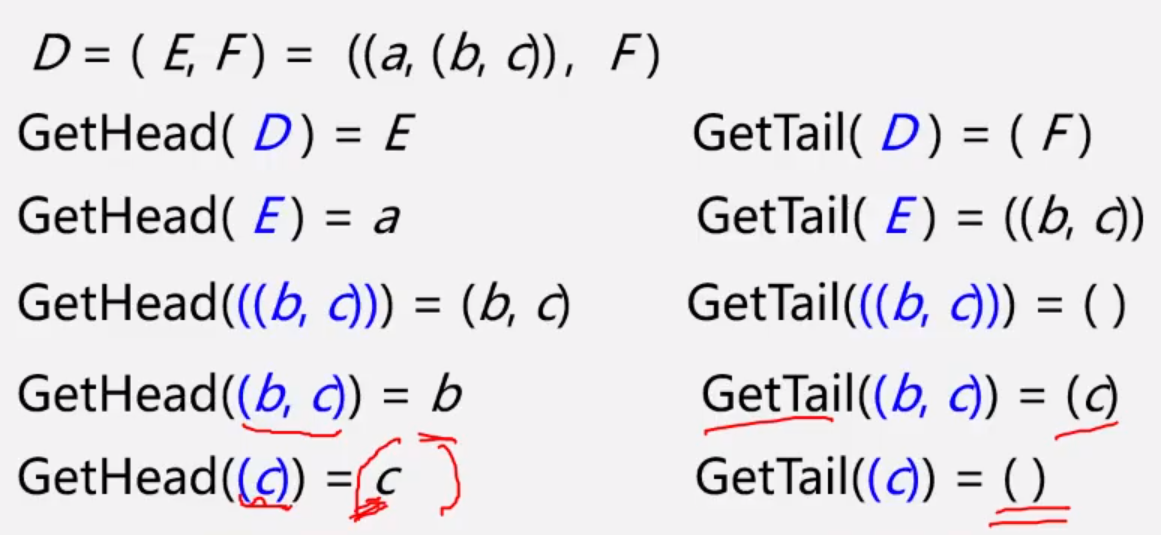 D = ( E, F ) = ((a, (b, c)), F )
GetHead( D ) = E GetTail( D ) = ( F )
GetHead( E ) = a GetTail( E ) = ((b, c))
GetHead(((b, c))) = (b, c) GetTail(((b, c))) = ( )
GetHead((b, c)) = b GetTail((b, c)) = (c)
GetHead((c)) = c GetTail((c)) = ( )